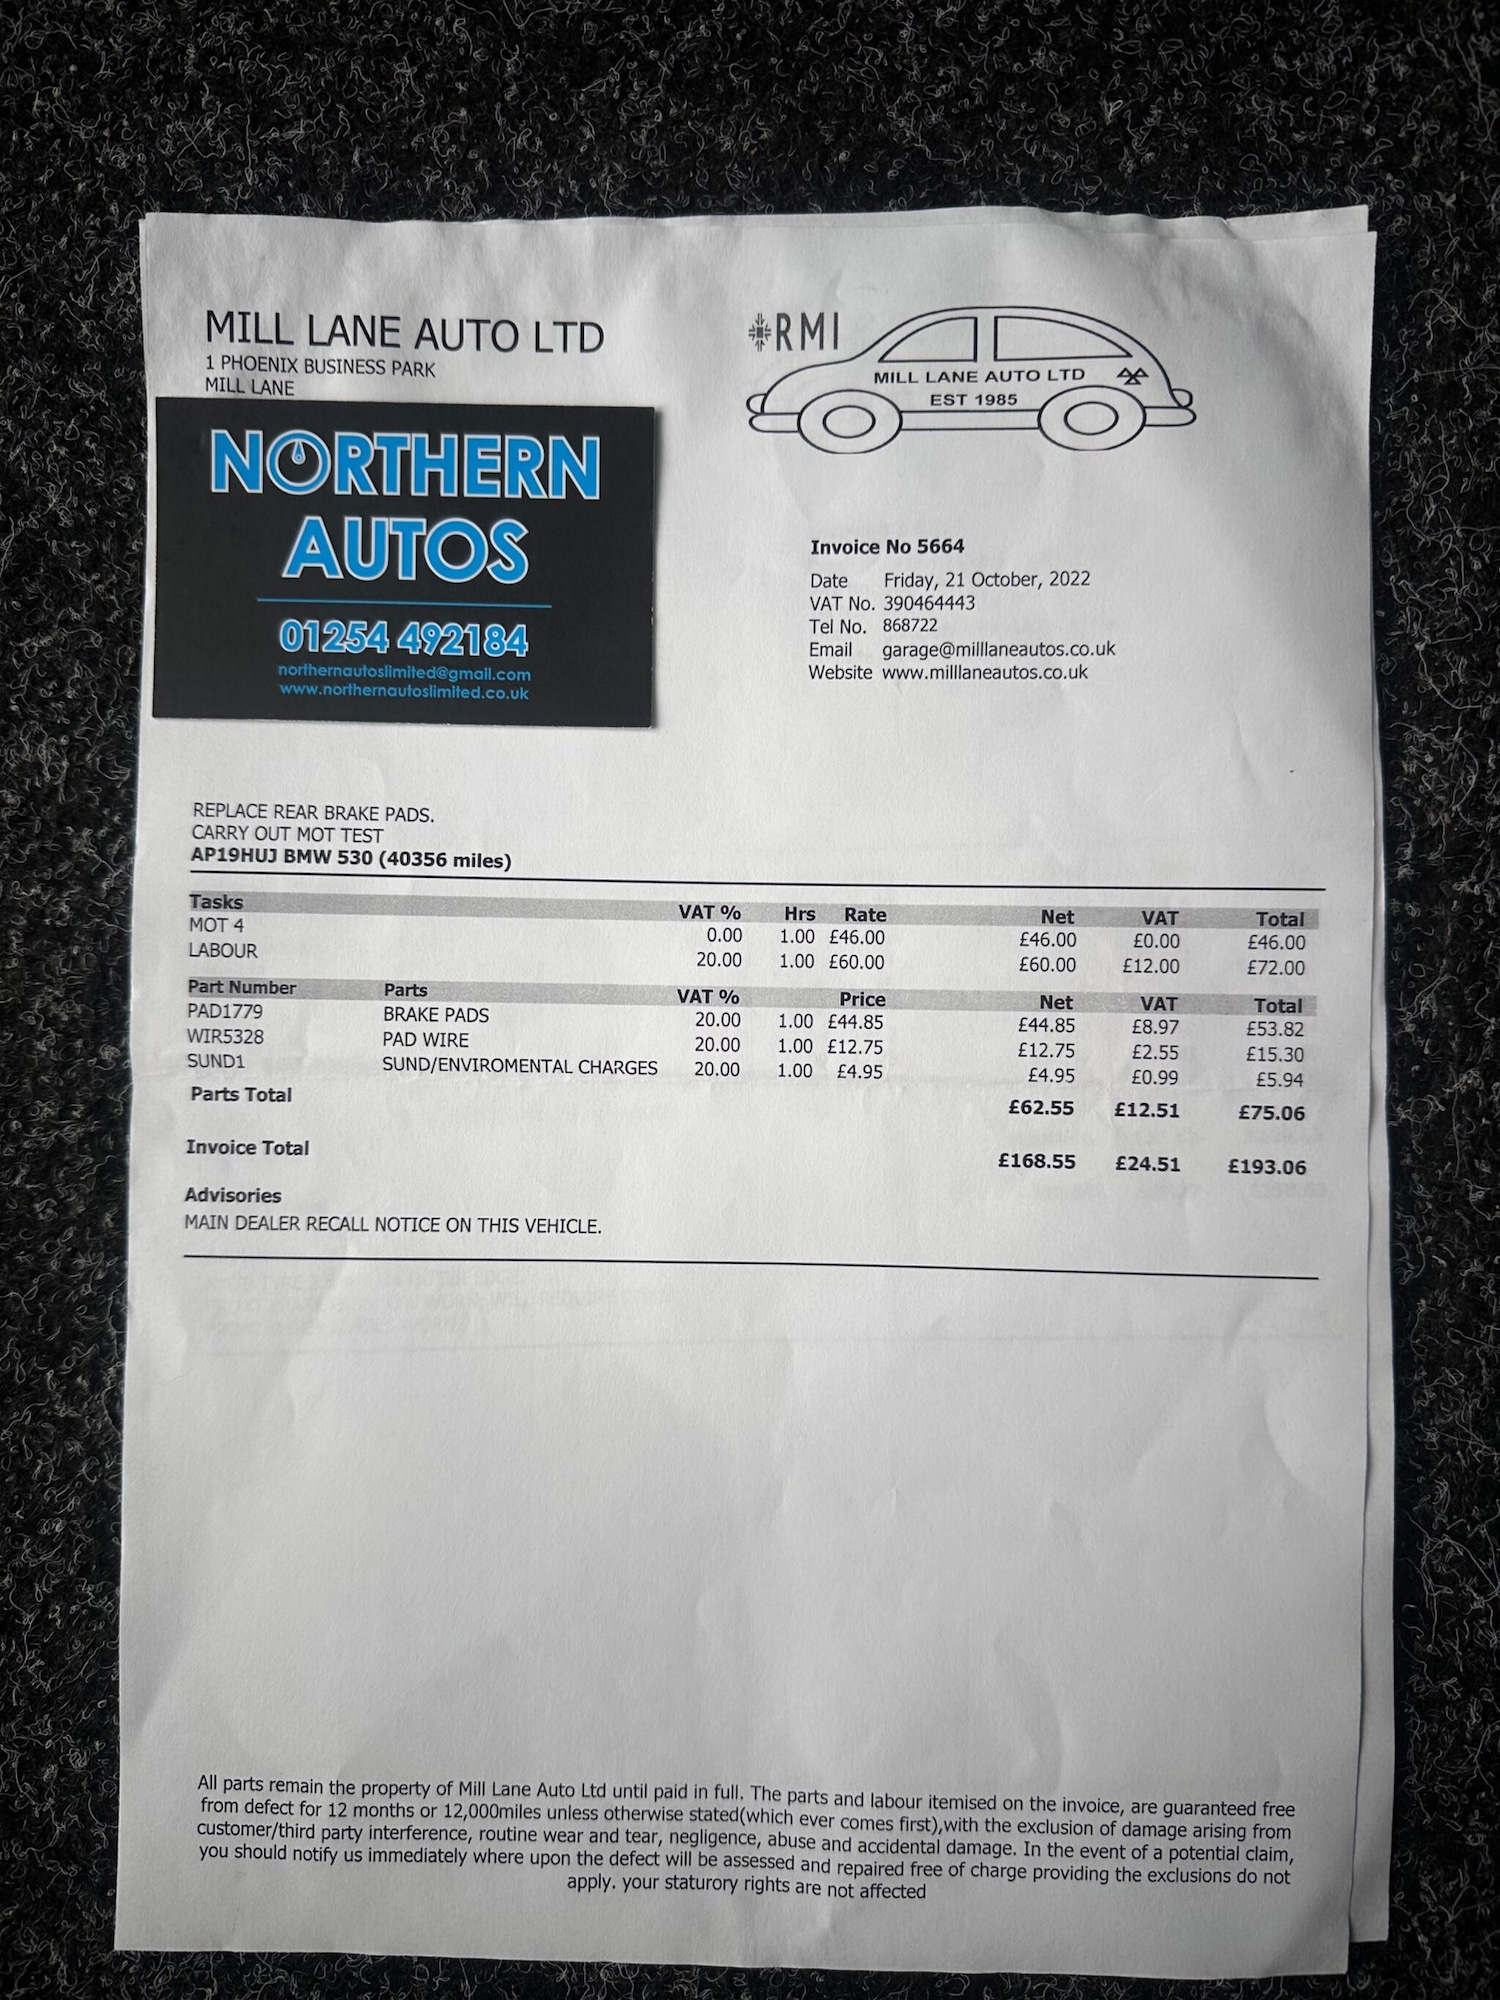 MILL LANE AUTO LTD
1 PHOENIX BUSINESS PARK
MILL LANE
RMI
MILL LANE AUTO LTD
EST 1985
NORTHERN
AUTOS
01254 492184
northernautoslimited@gmail.com
www.northernautoslimited.co.uk
Invoice No 5664
Date Friday, 21 October, 2022
VAT No. 390464443
Tel No. 868722
Email garage@milllaneautos.co.uk
Website www.milllaneautos.co.uk
REPLACE REAR BRAKE PADS.
CARRY OUT MOT TEST
AP19HUJ BMW 530 (40356 miles)
Tasks VAT % Hrs Rate Net VAT Total
MOT 4 0.00 1.00 £46.00 £46.00 £0.00 £46.00
LABOUR 20.00 1.00 £60.00 £60.00 £12.00 £72.00
Part Number Parts VAT % Price Net VAT Total
PAD1779 BRAKE PADS 20.00 1.00 £44.85 £44.85 £8.97 £53.82
WIR5328 PAD WIRE 20.00 1.00 £12.75 £12.75 £2.55 £15.30
SUND1 SUND/ENVIROMENTAL CHARGES 20.00 1.00 £4.95 £4.95 £0.99 £5.94
Parts Total £62.55 £12.51 £75.06
Invoice Total £168.55 £24.51 £193.06
Advisories
MAIN DEALER RECALL NOTICE ON THIS VEHICLE.
All parts remain the property of Mill Lane Auto Ltd until paid in full. The parts and labour itemised on the invoice, are guaranteed free
from defect for 12 months or 12,000miles unless otherwise stated(which ever comes first),with the exclusion of damage arising from
customer/third party interference, routine wear and tear, negligence, abuse and accidental damage. In the event of a potential claim,
you should notify us immediately where upon the defect will be assessed and repaired free of charge providing the exclusions do not
apply. your staturory rights are not affected